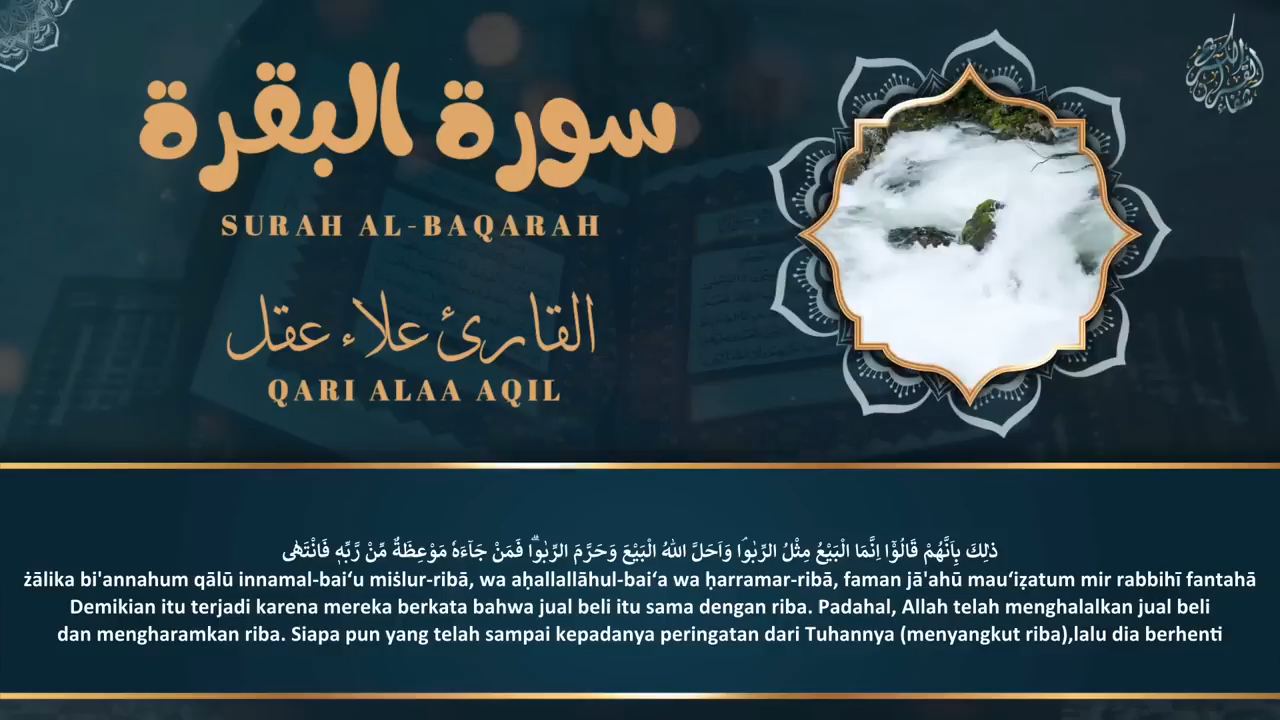 سورة البقرة
SURAH AL-BAQARAH
القارئ علاء عقل
QARI ALAA AQIL
ذٰلِكَ بِاَنَّهُمْ قَالُوْٓا اِنَّمَا الْبَيْعُ مِثْلُ الرِّبٰواۘ وَاَحَلَّ اللّٰهُ الْبَيْعَ وَحَرَّمَ الرِّبٰواۗ فَمَنْ جَاۤءَهٗ مَوْعِظَةٌ مِّنْ رَّبِّهٖ فَانْتَهٰى
żālika bi'annahum qālū innamal-bai‘u miṡlur-ribā, wa aḥallallāhul-bai‘a wa ḥarramar-ribā, faman jā'ahū mau‘iẓatum mir rabbihī fantahā
Demikian itu terjadi karena mereka berkata bahwa jual beli itu sama dengan riba. Padahal, Allah telah menghalalkan jual beli
dan mengharamkan riba. Siapa pun yang telah sampai kepadanya peringatan dari Tuhannya (menyangkut riba),lalu dia berhenti